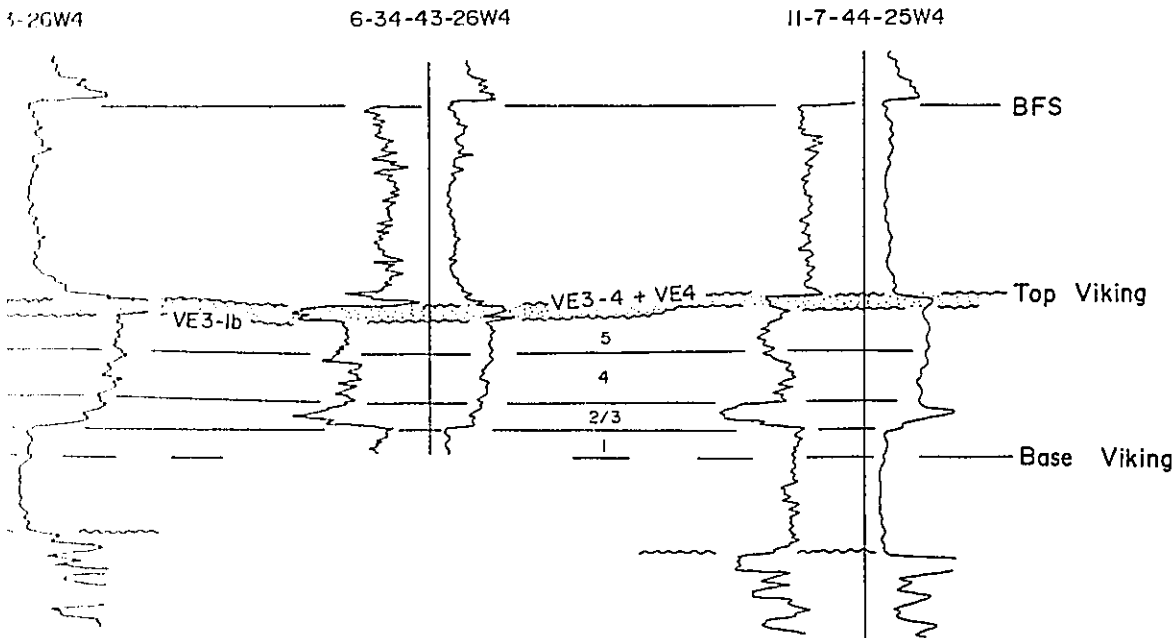 3-26W4 6-34-43-26W4 11-7-44-25W4
BFS
VE3-4 + VE4
Top Viking
VE3-1b
5
4
2/3
1
Base Viking